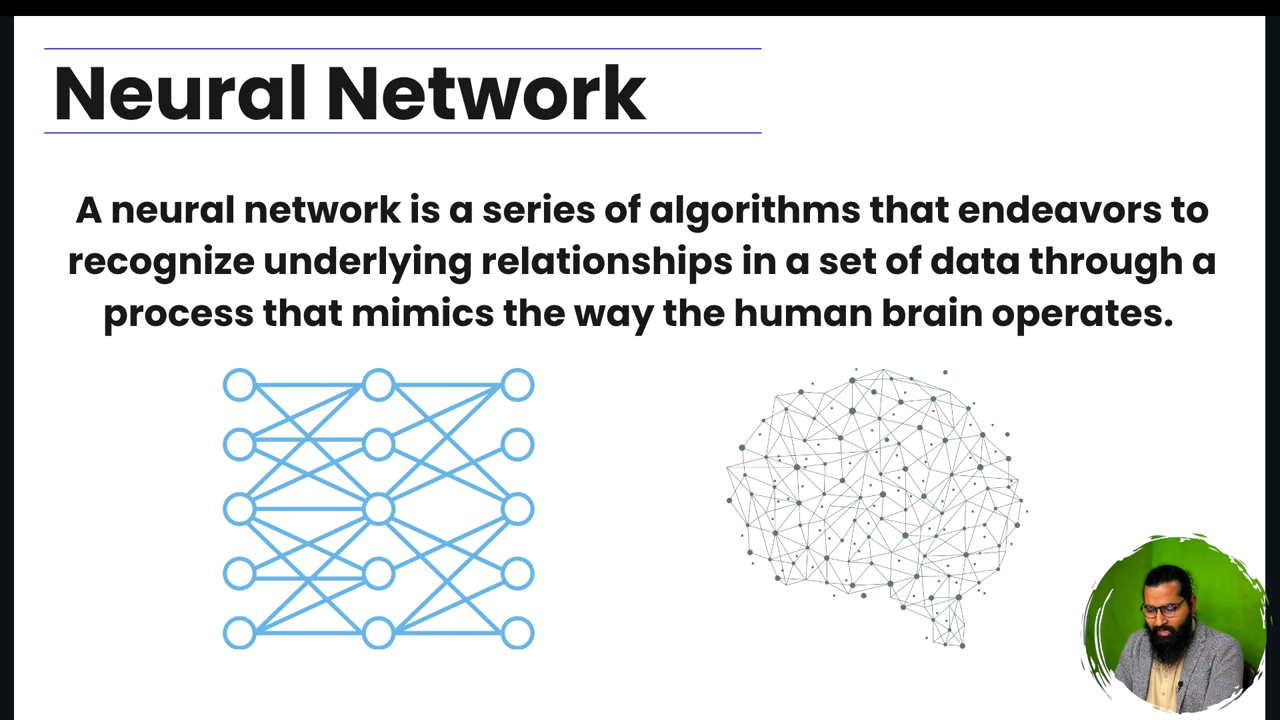 Neural Network
A neural network is a series of algorithms that endeavors to
recognize underlying relationships in a set of data through a
process that mimics the way the human brain operates.